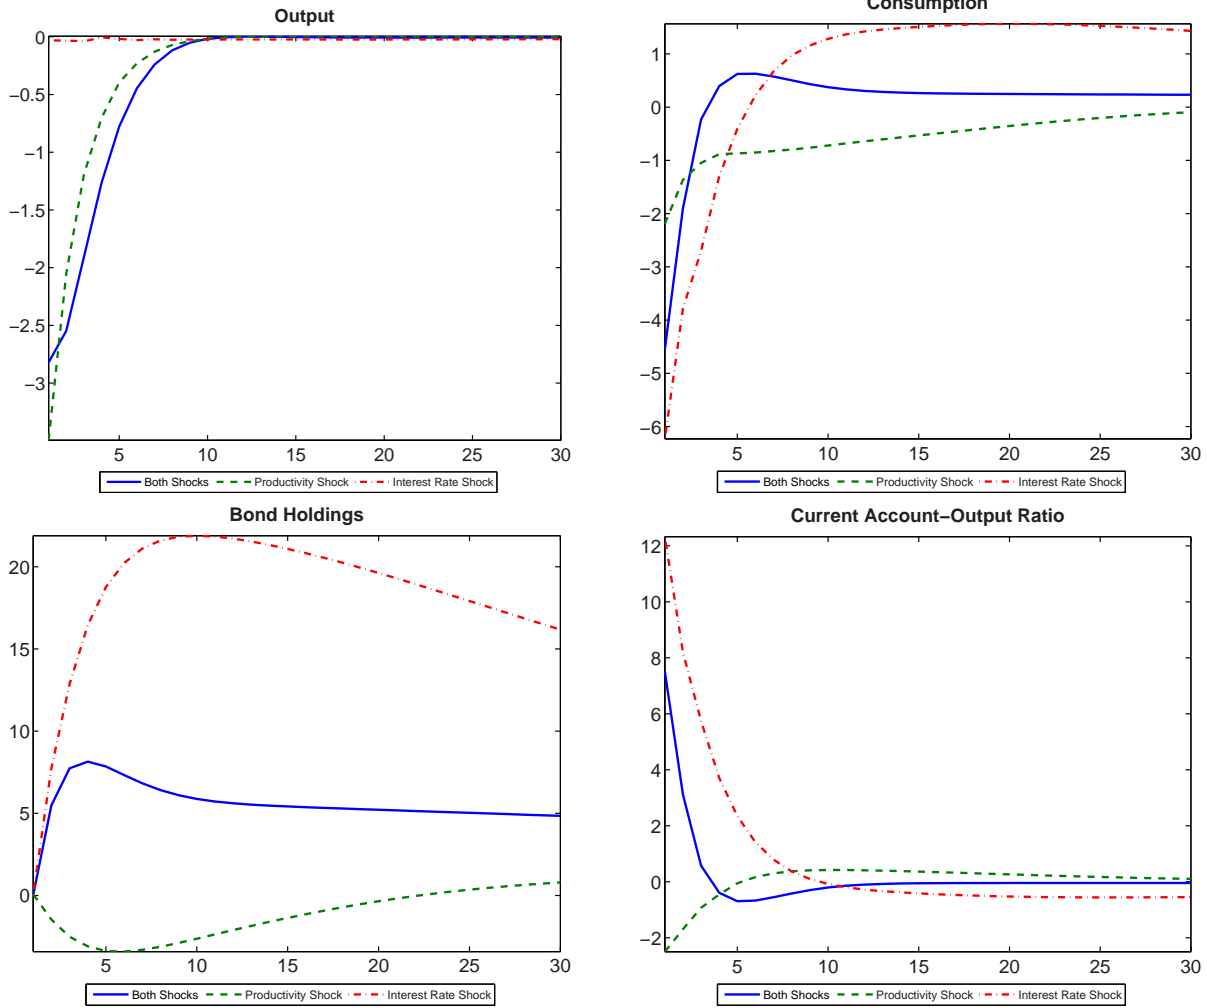 Output
0
−0.5
−1
−1.5
−2
−2.5
−3
5 10 15 20 25 30
Both Shocks Productivity Shock Interest Rate Shock
Consumption
1
0
−1
−2
−3
−4
−5
−6
5 10 15 20 25 30
Both Shocks Productivity Shock Interest Rate Shock
Bond Holdings
20
15
10
5
0
5 10 15 20 25 30
Both Shocks Productivity Shock Interest Rate Shock
Current Account−Output Ratio
12
10
8
6
4
2
0
−2
5 10 15 20 25 30
Both Shocks Productivity Shock Interest Rate Shock